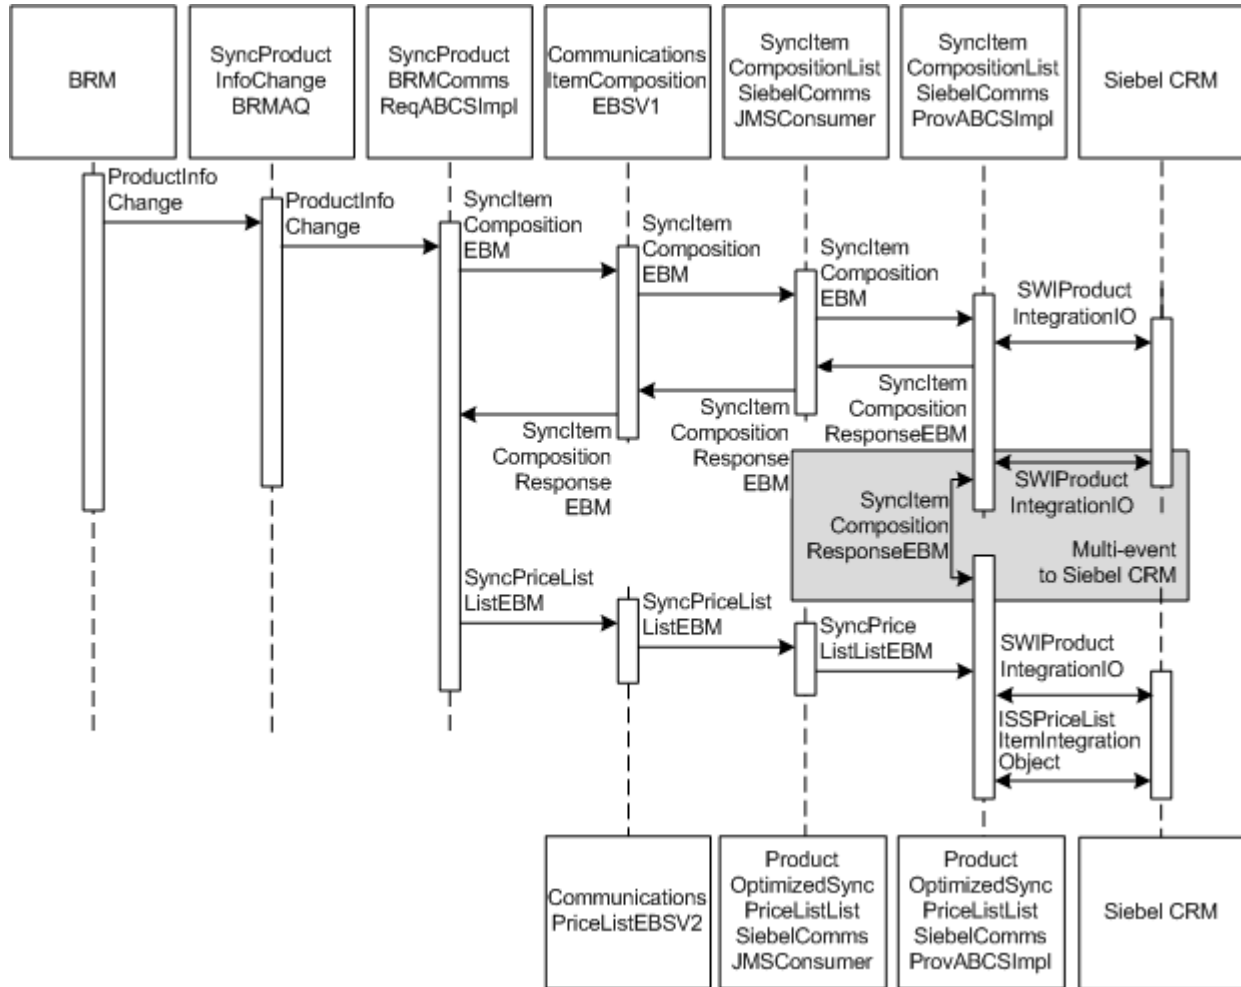 BRM
SyncProduct
InfoChange
BRMAQ
SyncProduct
BRMComms
ReqABCSImpl
Communications
ItemComposition
EBSV1
SyncItem
CompositionList
SiebelComms
JMSConsumer
SyncItem
CompositionList
SiebelComms
ProvABCSImpl
Siebel CRM
ProductInfo
Change
ProductInfo
Change
SyncItem
Composition
EBM
SyncItem
Composition
EBM
SyncItem
Composition
EBM
SWIProduct
IntegrationIO
SyncItem
Composition
ResponseEBM
SyncItem
Composition
Response
EBM
SyncItem
Composition
Response
EBM
SWIProduct
IntegrationIO
SyncItem
Composition
ResponseEBM
Multi-event
to Siebel CRM
SyncPriceList
ListEBM
SyncPriceList
ListEBM
SyncPrice
ListListEBM
SWIProduct
IntegrationIO
ISSPriceList
ItemIntegration
Object
Communications
PriceListEBSV2
Product
OptimizedSync
PriceListList
SiebelComms
JMSConsumer
Product
OptimizedSync
PriceListList
SiebelComms
ProvABCSImpl
Siebel CRM